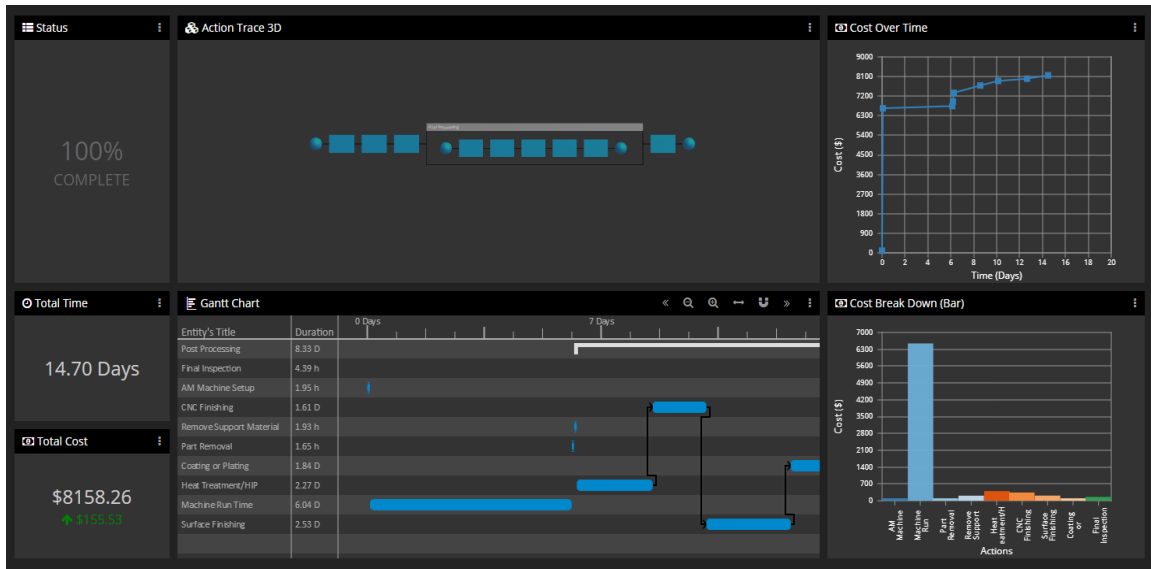 Status
Action Trace 3D
Cost Over Time
100%
COMPLETE
Post Processing
9000
8100
7200
6300
5400
4500
3600
2700
1800
900
0
Cost ($)
0 2 4 6 8 10 12 14 16 18 20
Time (Days)
Total Time
14.70 Days
Total Cost
$8158.26
$155.53
Gantt Chart
0 Days 7 Days
Entity's Title Duration
Post Processing 8.33 D
Final Inspection 4.39 h
AM Machine Setup 1.95 h
CNC Finishing 1.61 D
Remove Support Material 1.93 h
Part Removal 1.65 h
Coating or Plating 1.84 D
Heat Treatment/HIP 2.27 D
Machine Run Time 6.04 D
Surface Finishing 2.53 D
Cost Break Down (Bar)
7000
6300
5600
4900
4200
3500
2800
2100
1400
700
0
Cost ($)
AM
Machine
Machine
Run
Part
Removal
Remove
Support
Heat
eatment/H
CNC
Finishing
Surface
Finishing
Coating
or
Final
Inspection
Actions